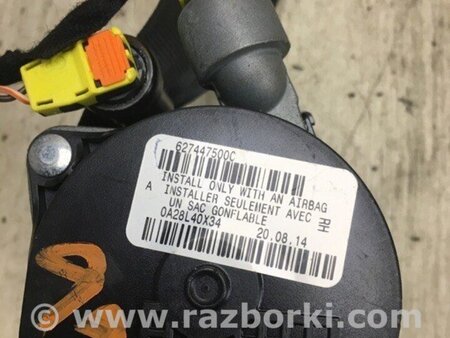 627447500C
INSTALL ONLY WITH AN AIRBAG
A INSTALLER SEULEMENT AVEC RH
UN SAC GONFLABLE
0A28L40X34 20.08.14
© www.razborki.com/